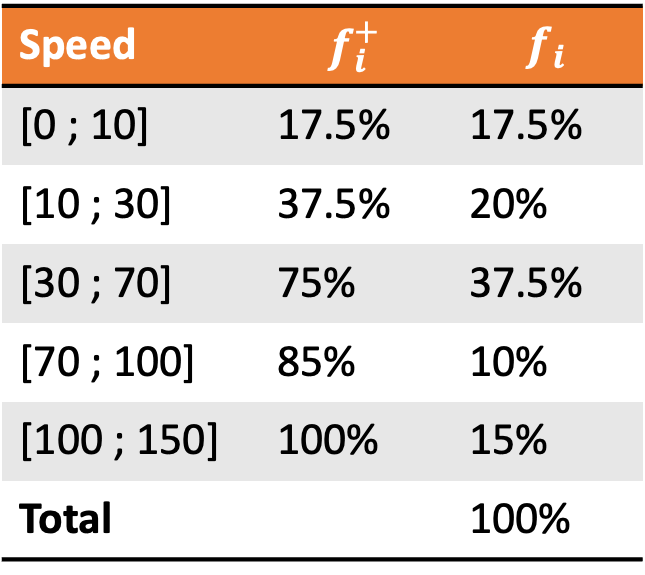 Speed f_i^+ f_i
[0 ; 10] 17.5% 17.5%
[10 ; 30] 37.5% 20%
[30 ; 70] 75% 37.5%
[70 ; 100] 85% 10%
[100 ; 150] 100% 15%
Total 100%